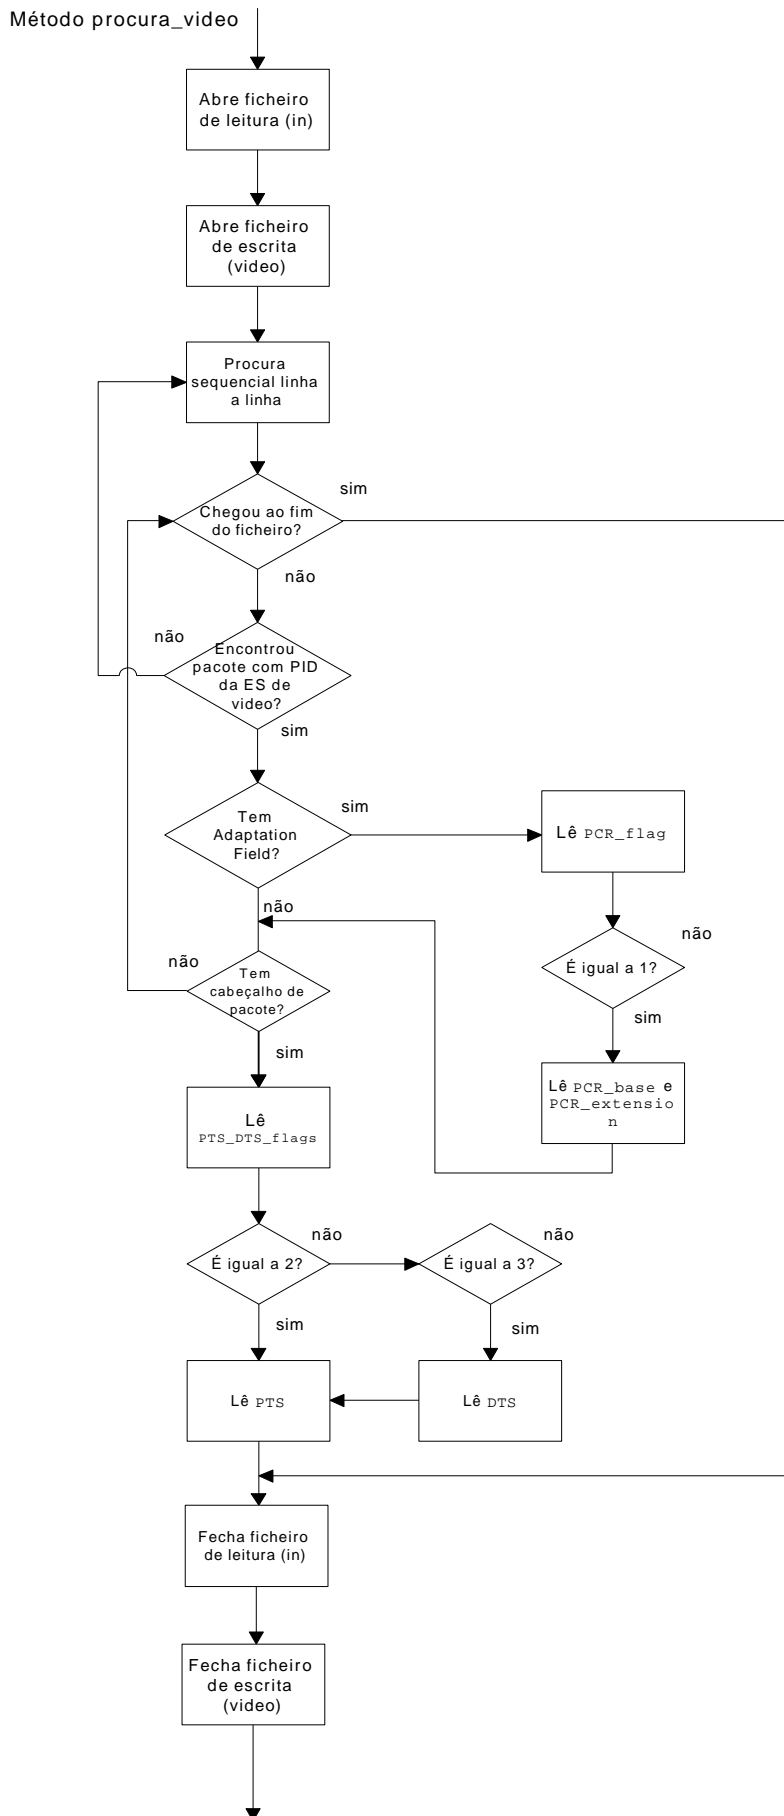 Método procura_video
Abre ficheiro
de leitura (in)
Abre ficheiro
de escrita
(video)
Procura
sequencial linha
a linha
sim
Chegou ao fim
do ficheiro?
não
não
Encontrou
pacote com PID
da ES de
video?
sim
sim
Tem
Adaptation
Field?
Lê PCR_flag
não
não
não
Tem
cabeçalho de
pacote?
É igual a 1?
sim
sim
Lê PCR_base e
PCR_extensio
n
Lê
PTS_DTS_flags
não
não
É igual a 2?
É igual a 3?
sim
sim
Lê PTS
Lê DTS
Fecha ficheiro
de leitura (in)
Fecha ficheiro
de escrita
(video)